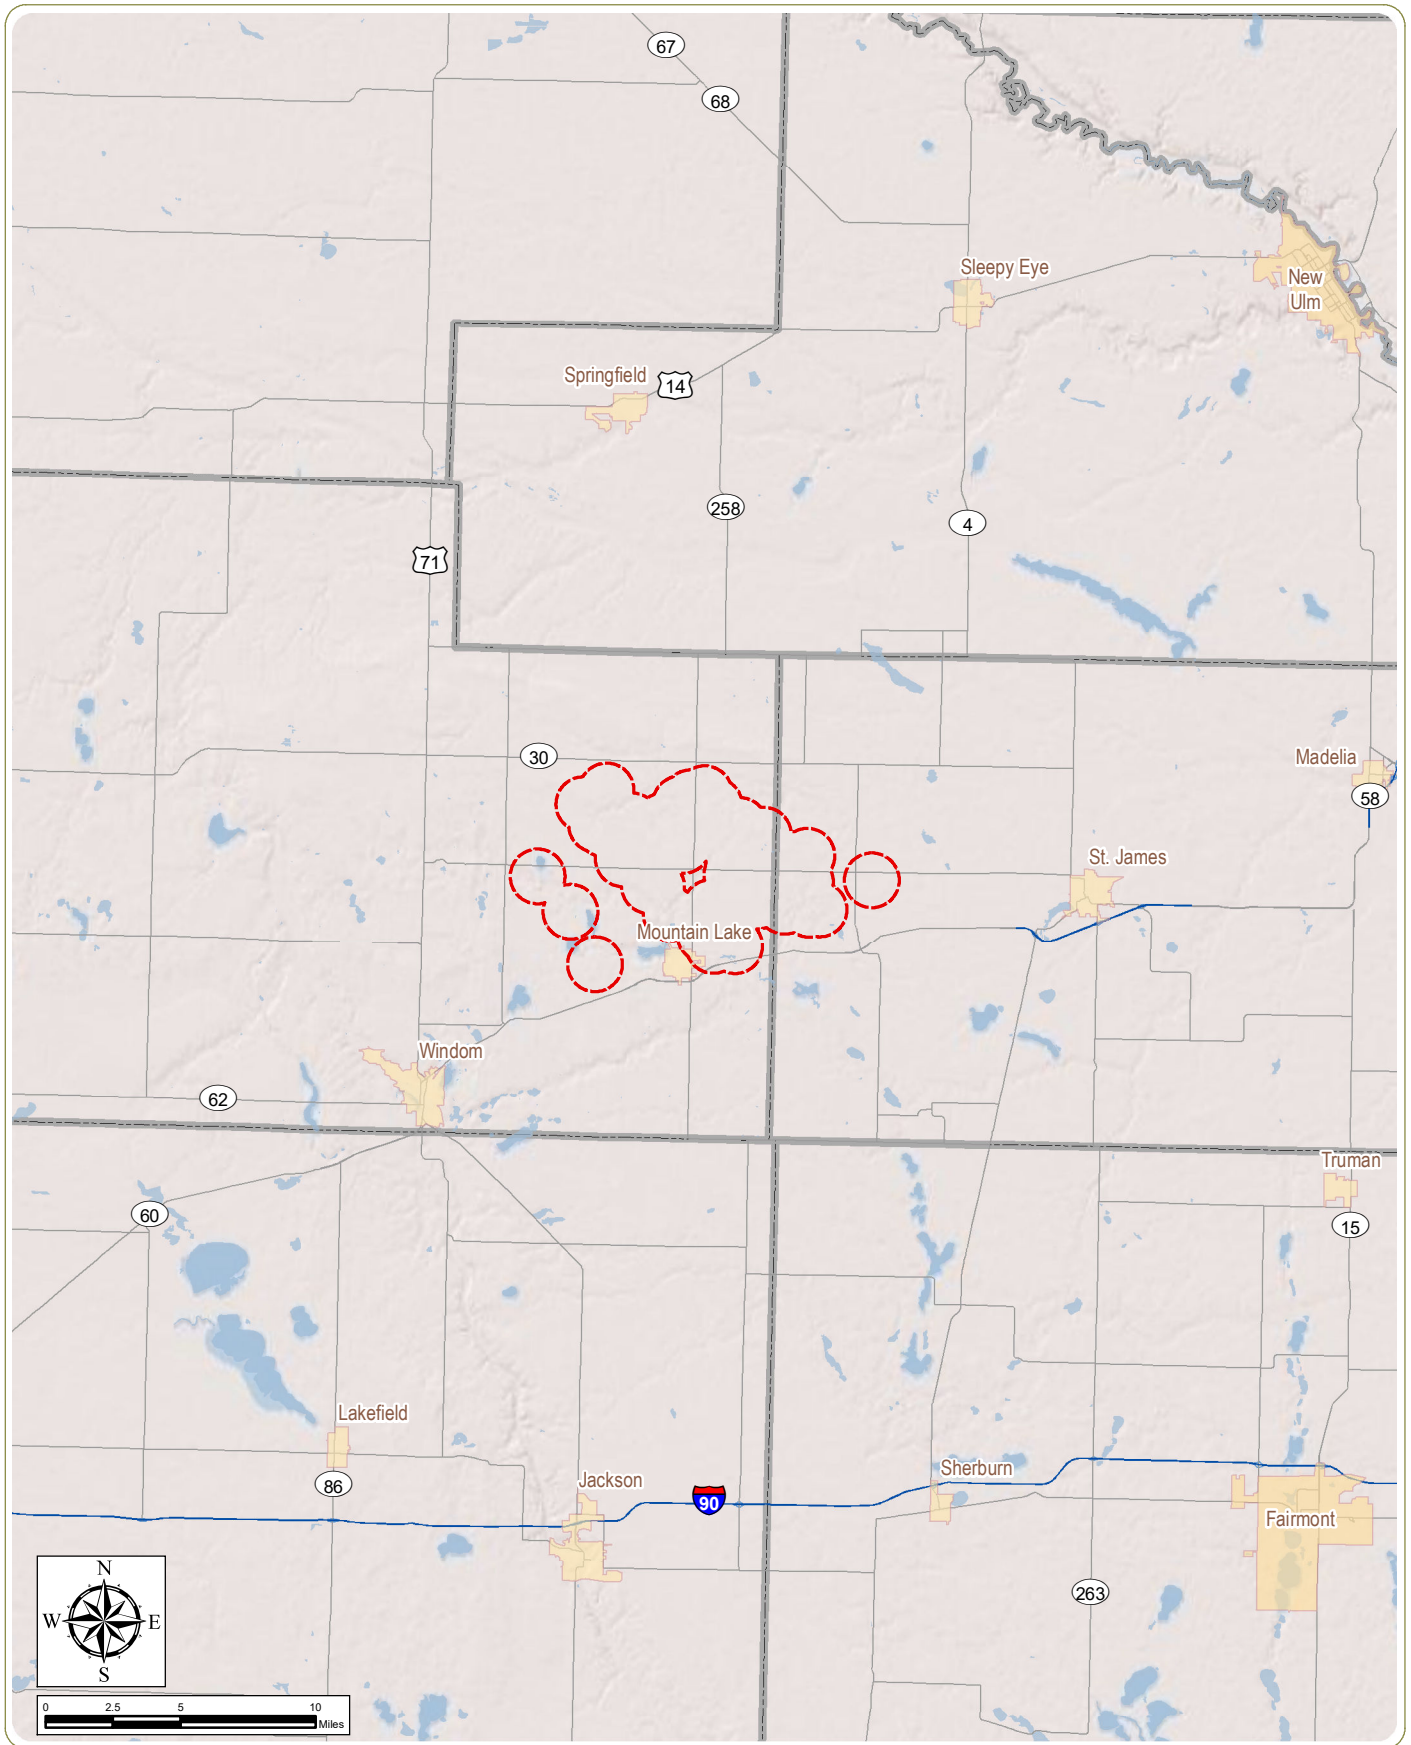 67
68
Sleepy Eye
New
Ulm
Springfield
14
258
4
71
30
Madelia
58
St. James
Mountain Lake
Windom
62
Truman
60
15
Lakefield
Sherburn
Jackson
86
90
Fairmont
263
N
W E
S
0 2.5 5 10
Miles